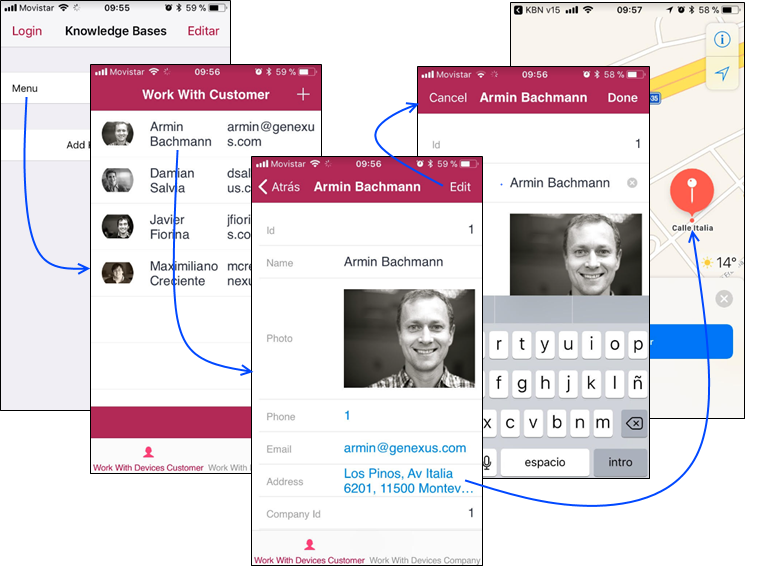 Movistar 09:55 59 %
Login Knowledge Bases Editar
Menu
Add
Movistar 09:56 59 %
Work With Customer +
Armin
Bachmann
armin@genexu
s.com
Damian
Salvia
dsal
us.c
Javier
Fiorina
jfiori
s.co
Maximiliano
Creciente
mcre
nexus
Work With Devices Customer Work With
Movistar 09:56 59 %
Atrás Armin Bachmann Edit
Id 1
Name Armin Bachmann
Photo
Phone 1
Email armin@genexus.com
Address Los Pinos, Av Italia
6201, 11500 Montev…
Company Id 1
Work With Devices Customer Work With Devices Company
Movistar 09:56 58 %
Cancel Armin Bachmann Done
Id 1
Armin Bachmann
r t y u i o p
f g h j k l ñ
x c v b n m
espacio intro
KBN v15 09:57 58 %
35
Calle Italia
14°
r